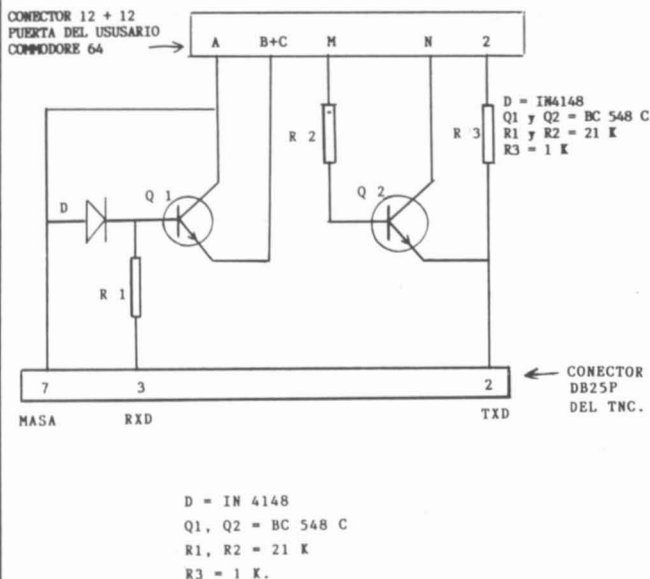 CONECTOR 12 + 12
PUERTA DEL USUSARIO
COMMODORE 64
A B+C M N 2
D = IN4148
Q1 y Q2 = BC 548 C
R1 y R2 = 21 K
R3 = 1 K
R 2
R 3
D
Q 1
Q 2
R 1
7 3 2
MASA RXD TXD
CONECTOR
DB25P
DEL TNC.
D = IN 4148
Q1, Q2 = BC 548 C
R1, R2 = 21 K
R3 = 1 K.